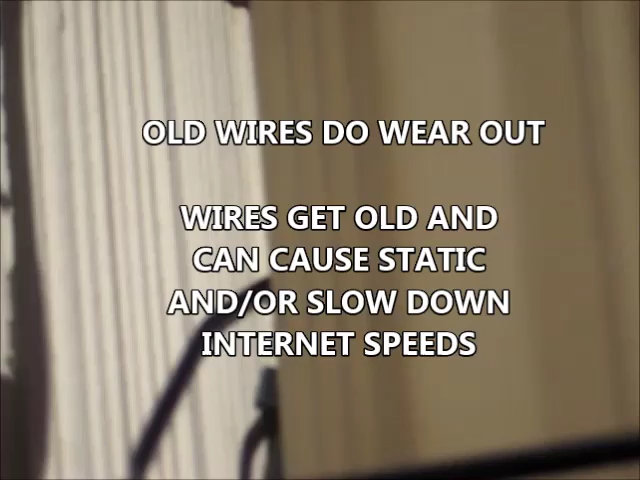 OLD WIRES DO WEAR OUT
WIRES GET OLD AND
CAN CAUSE STATIC
AND/OR SLOW DOWN
INTERNET SPEEDS